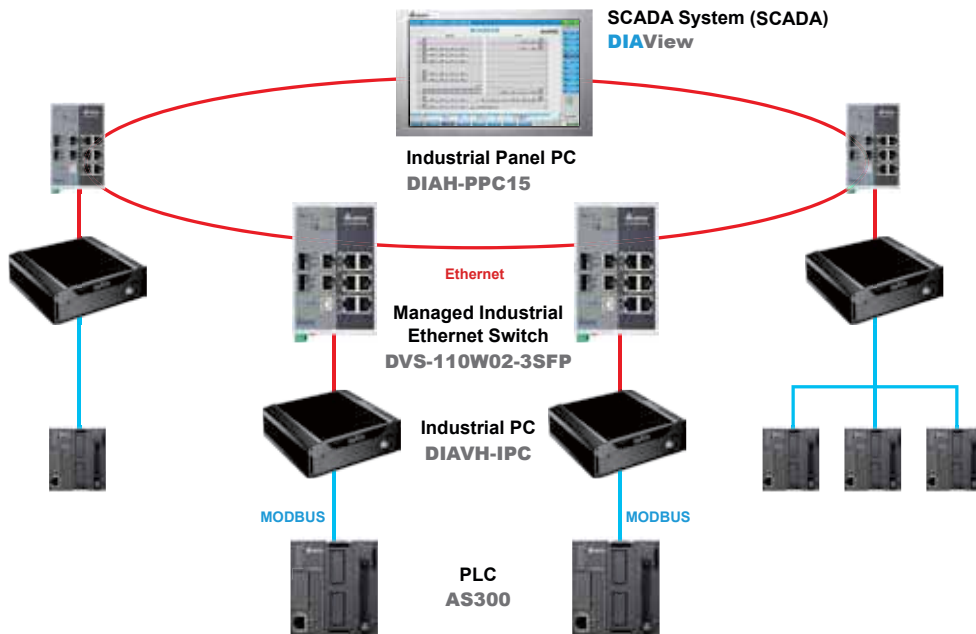 SCADA System (SCADA)
DIAView
Industrial Panel PC
DIAH-PPC15
Ethernet
Managed Industrial
Ethernet Switch
DVS-110W02-3SFP
Industrial PC
DIAVH-IPC
MODBUS
MODBUS
PLC
AS300